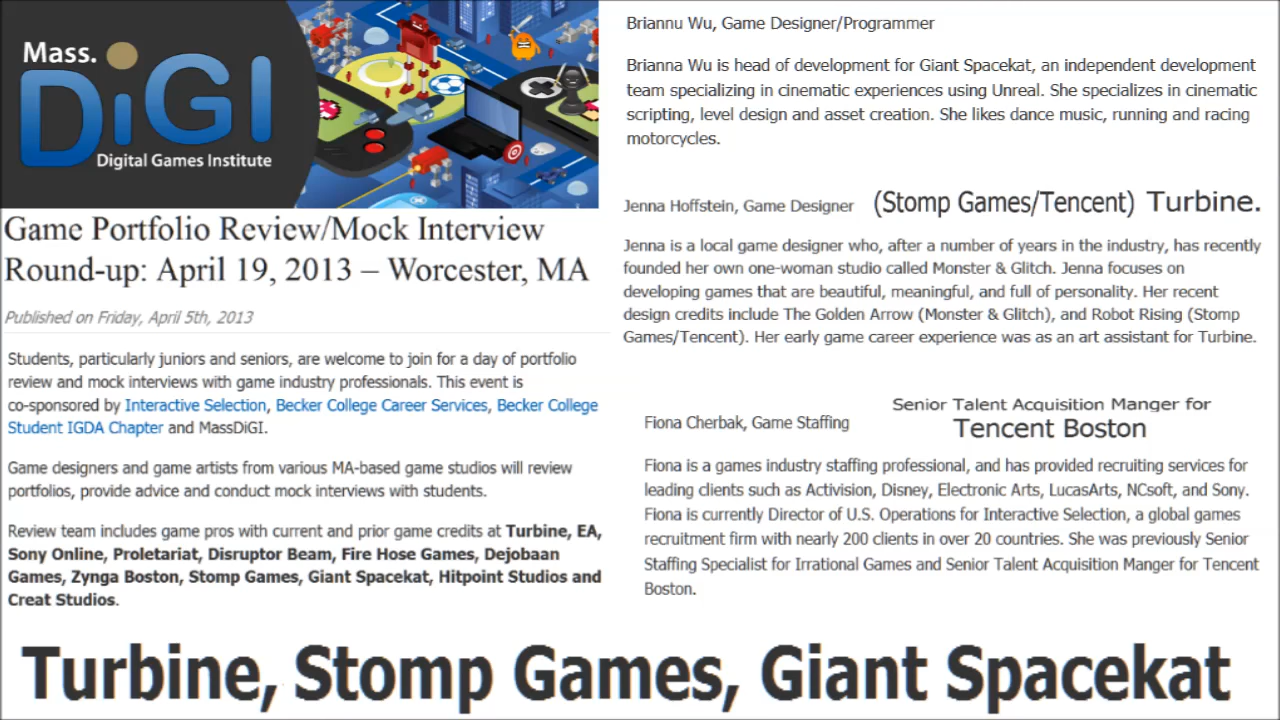 Mass.
DiGI
Digital Games Institute
Game Portfolio Review/Mock Interview
Round-up: April 19, 2013 – Worcester, MA
Published on Friday, April 5th, 2013
Students, particularly juniors and seniors, are welcome to join for a day of portfolio
review and mock interviews with game industry professionals. This event is
co-sponsored by Interactive Selection, Becker College Career Services, Becker College
Student IGDA Chapter and MassDiGI.
Game designers and game artists from various MA-based game studios will review
portfolios, provide advice and conduct mock interviews with students.
Review team includes game pros with current and prior game credits at Turbine, EA,
Sony Online, Proletariat, Disruptor Beam, Fire Hose Games, Dejobaan
Games, Zynga Boston, Stomp Games, Giant Spacekat, Hitpoint Studios and
Creat Studios.
Briannu Wu, Game Designer/Programmer
Brianna Wu is head of development for Giant Spacekat, an independent development
team specializing in cinematic experiences using Unreal. She specializes in cinematic
scripting, level design and asset creation. She likes dance music, running and racing
motorcycles.
Jenna Hoffstein, Game Designer (Stomp Games/Tencent) Turbine.
Jenna is a local game designer who, after a number of years in the industry, has recently
founded her own one-woman studio called Monster & Glitch. Jenna focuses on
developing games that are beautiful, meaningful, and full of personality. Her recent
design credits include The Golden Arrow (Monster & Glitch), and Robot Rising (Stomp
Games/Tencent). Her early game career experience was as an art assistant for Turbine.
Fiona Cherbak, Game Staffing
Senior Talent Acquisition Manger for
Tencent Boston
Fiona is a games industry staffing professional, and has provided recruiting services for
leading clients such as Activision, Disney, Electronic Arts, LucasArts, NCsoft, and Sony.
Fiona is currently Director of U.S. Operations for Interactive Selection, a global games
recruitment firm with nearly 200 clients in over 20 countries. She was previously Senior
Staffing Specialist for Irrational Games and Senior Talent Acquisition Manger for Tencent
Boston.
Turbine, Stomp Games, Giant Spacekat